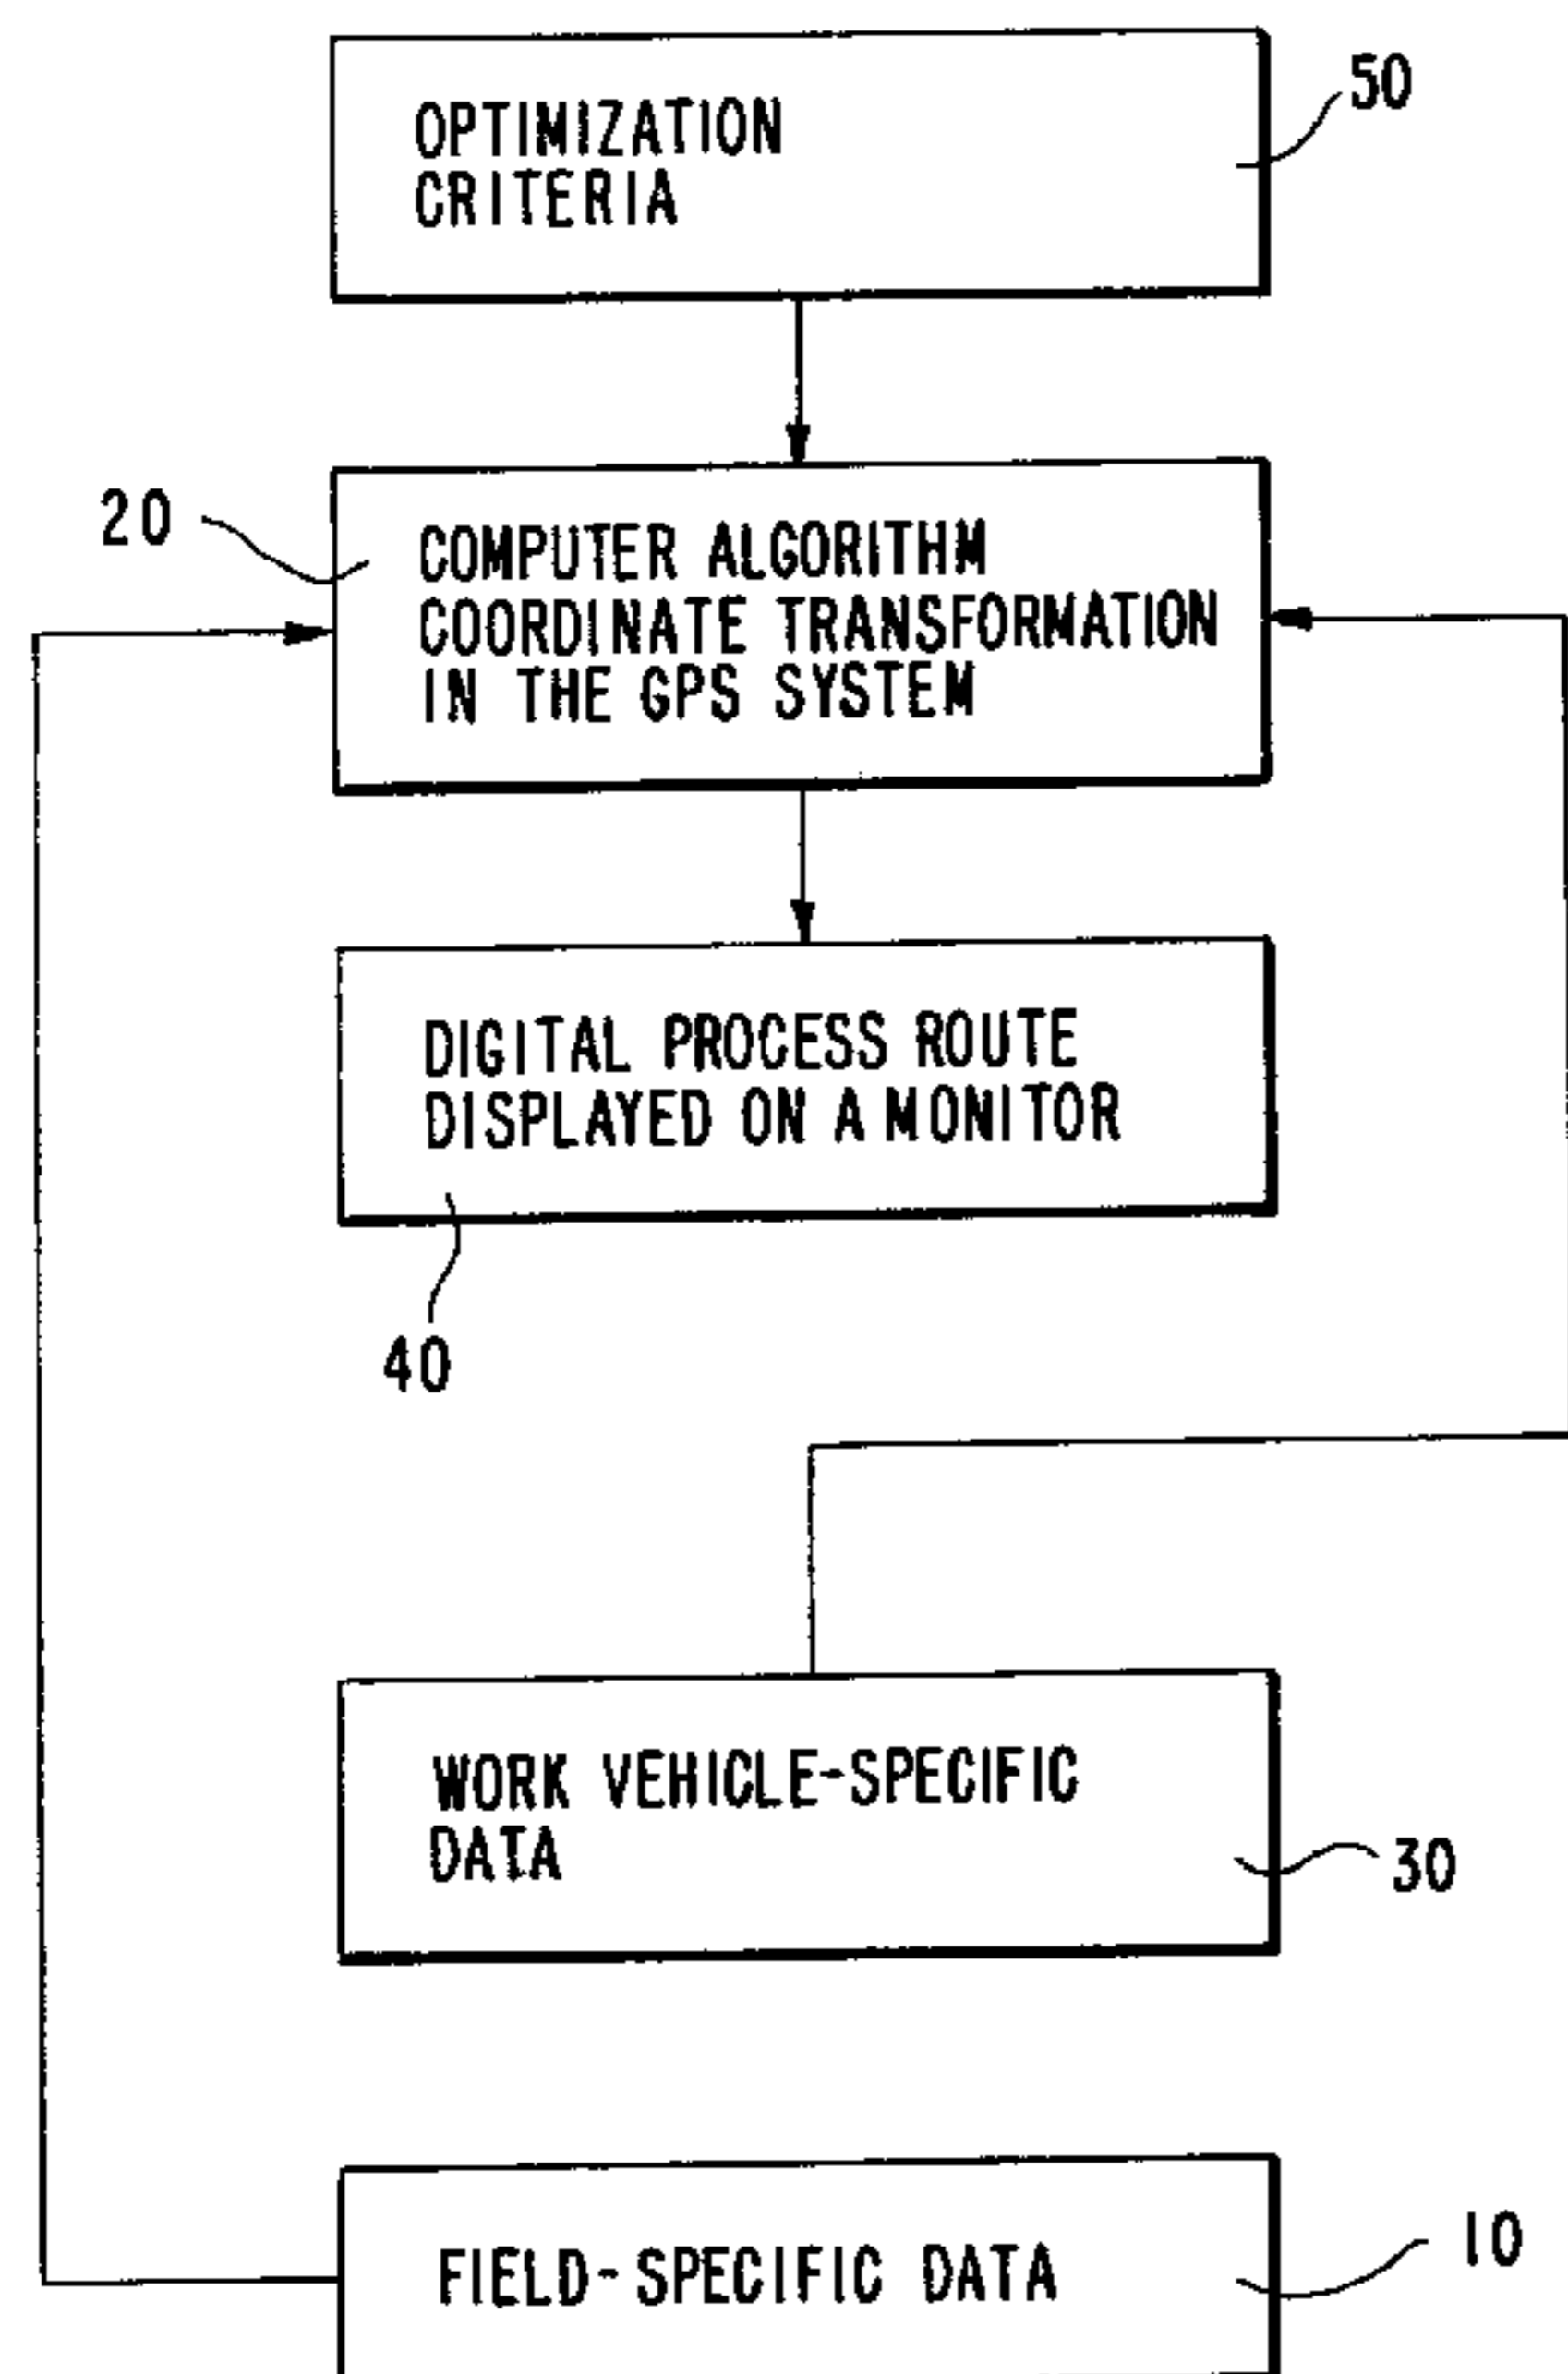 OPTIMIZATION
CRITERIA
50
20
COMPUTER ALGORITHM
COORDINATE TRANSFORMATION
IN THE GPS SYSTEM
DIGITAL PROCESS ROUTE
DISPLAYED ON A MONITOR
40
WORK VEHICLE-SPECIFIC
DATA
30
FIELD-SPECIFIC DATA
10